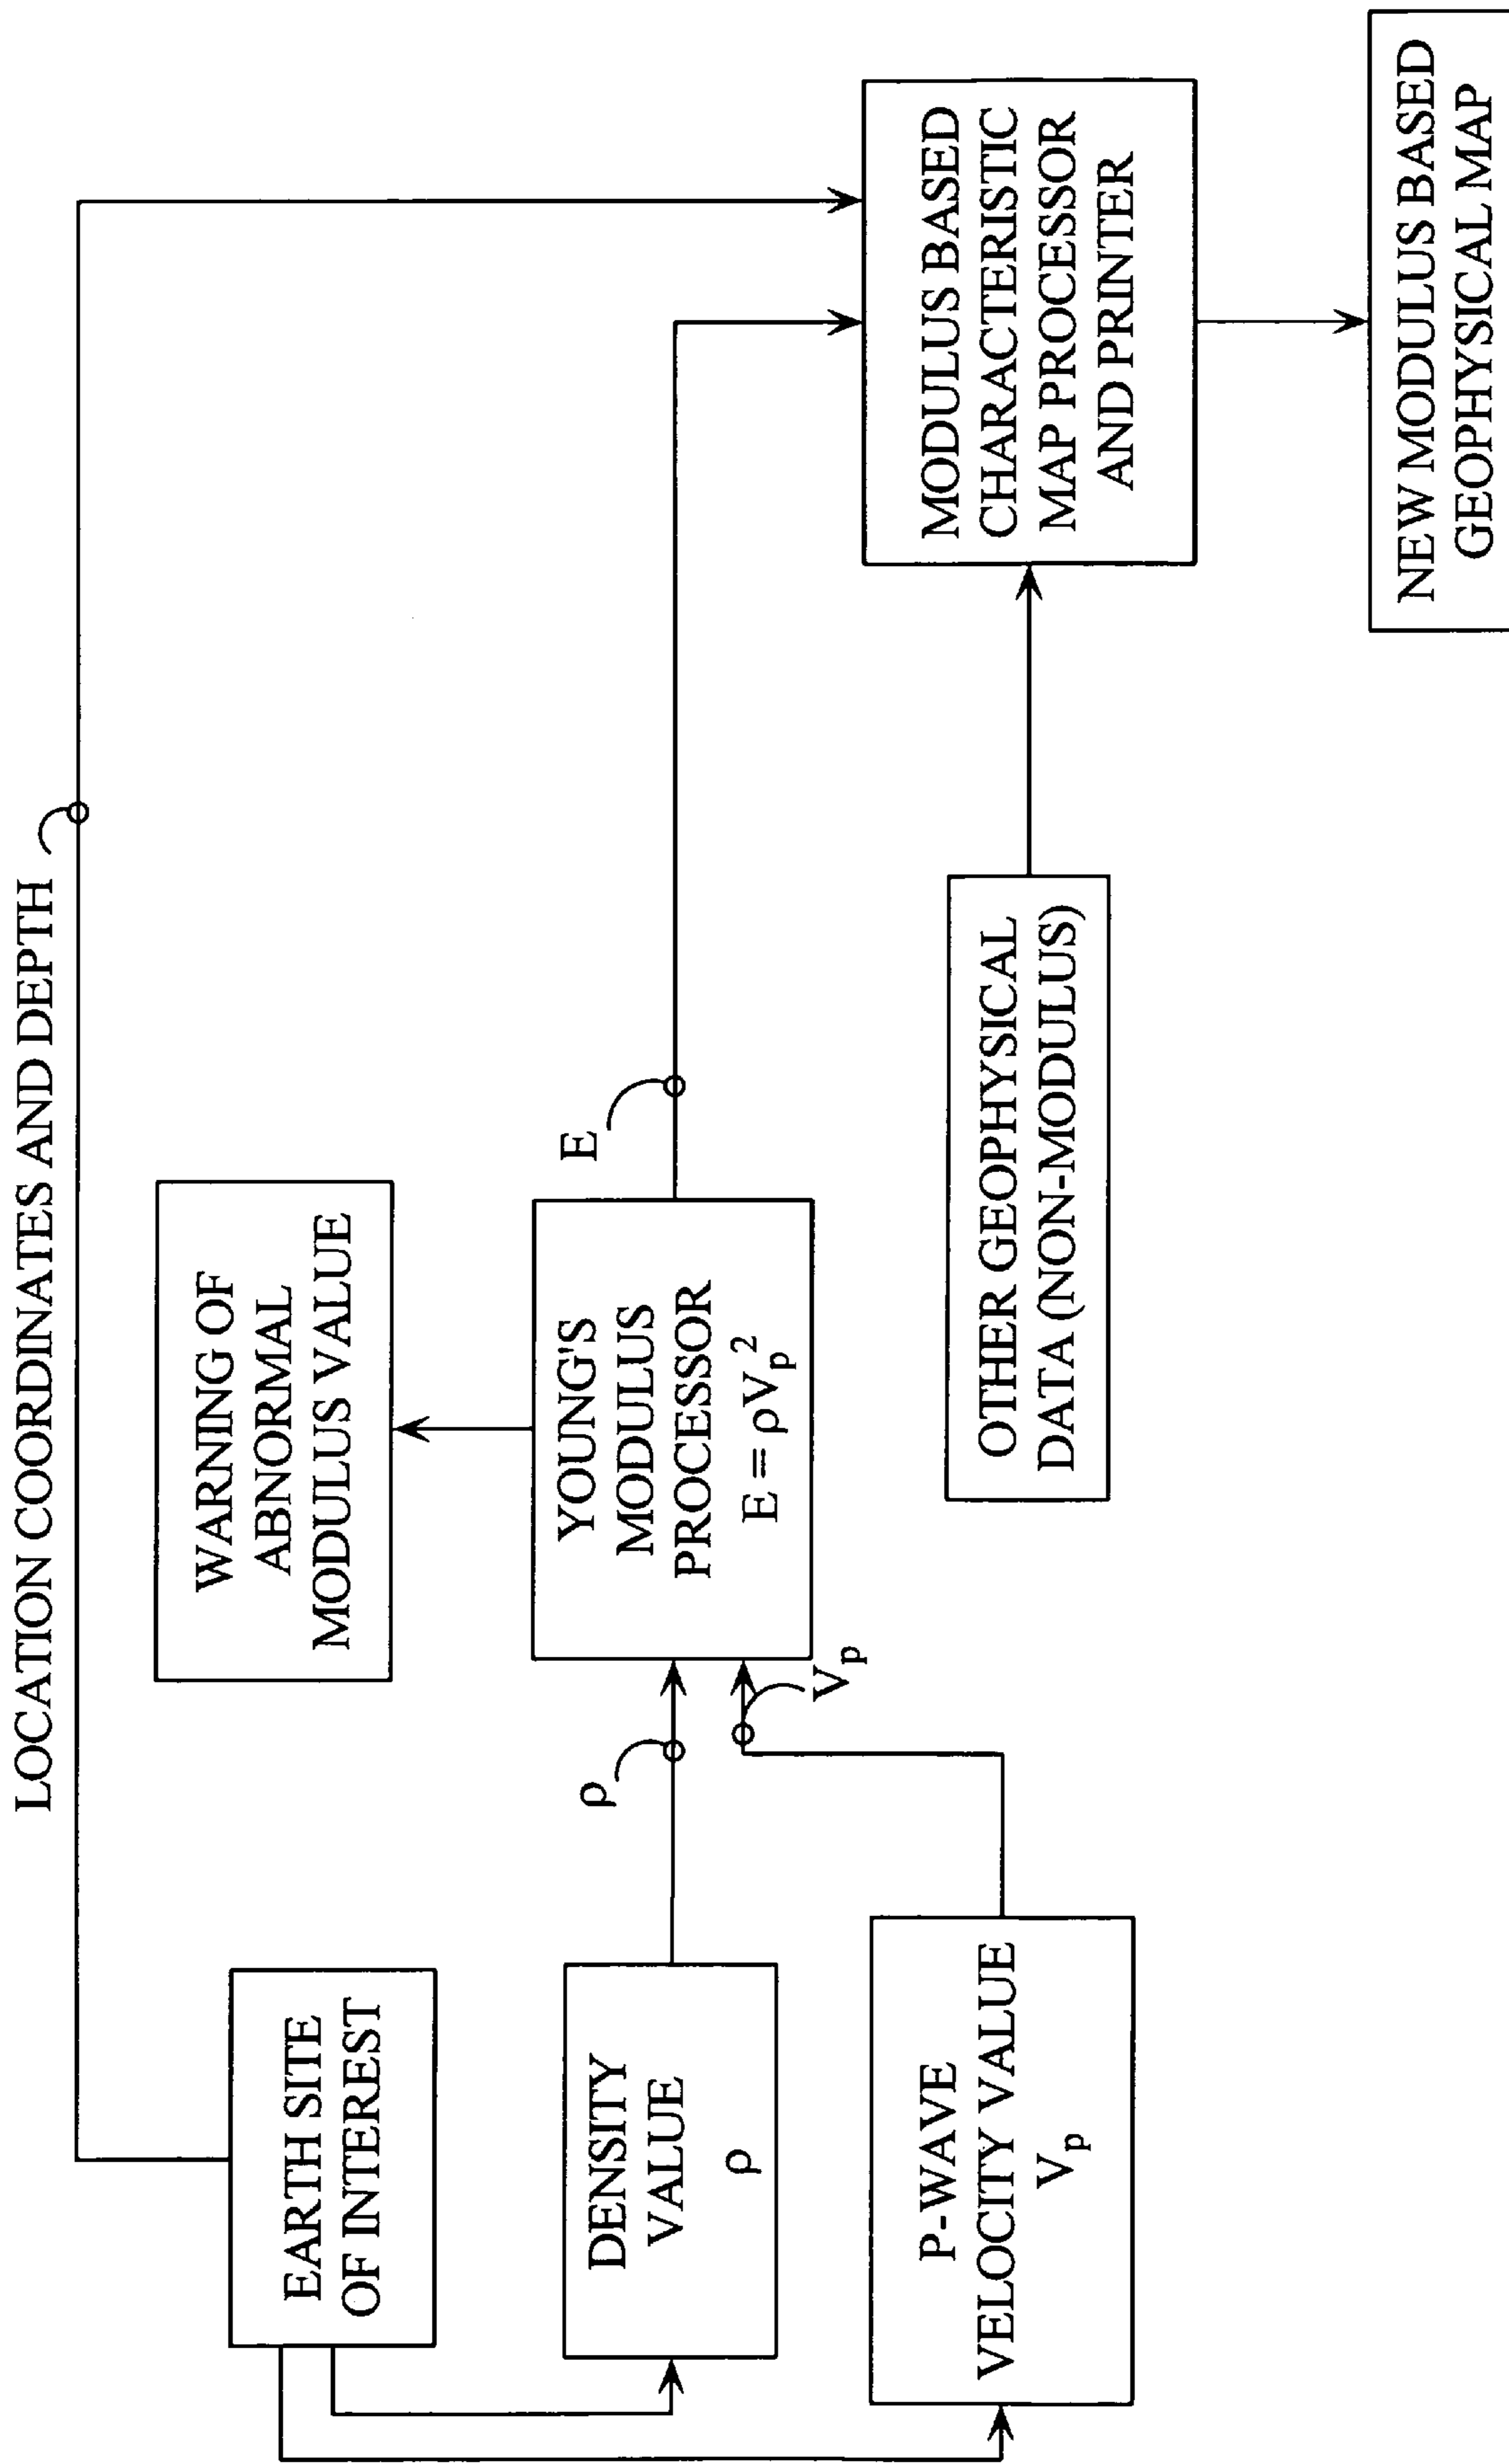 LOCATION COORDINATES AND DEPTH
EARTH SITE
OF INTEREST
WARNING OF
ABNORMAL
MODULUS VALUE
DENSITY
VALUE
ρ
ρ
YOUNG'S
MODULUS
PROCESSOR
E = ρVp²
E
Vp
P-WAVE
VELOCITY VALUE
Vp
OTHER GEOPHYSICAL
DATA (NON-MODULUS)
MODULUS BASED
CHARACTERISTIC
MAP PROCESSOR
AND PRINTER
NEW MODULUS BASED
GEOPHYSICAL MAP